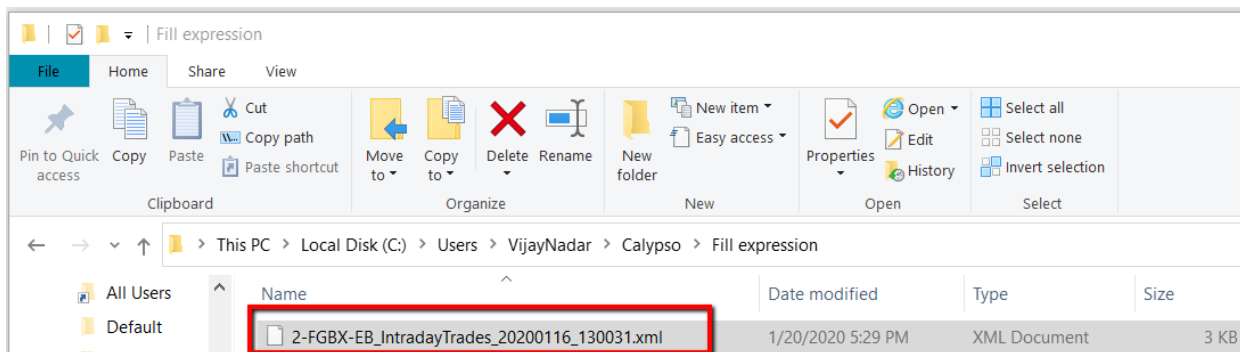 Fill expression
File Home Share View
Pin to Quick access
Copy
Paste
Cut
Copy path
Paste shortcut
Clipboard
Move to
Copy to
Delete
Rename
Organize
New folder
New item
Easy access
New
Properties
Open
Edit
History
Open
Select all
Select none
Invert selection
Select
This PC > Local Disk (C:) > Users > VijayNadar > Calypso > Fill expression
All Users
Default
Name Date modified Type Size
2-FGBX-EB_IntradayTrades_20200116_130031.xml 1/20/2020 5:29 PM XML Document 3 KB